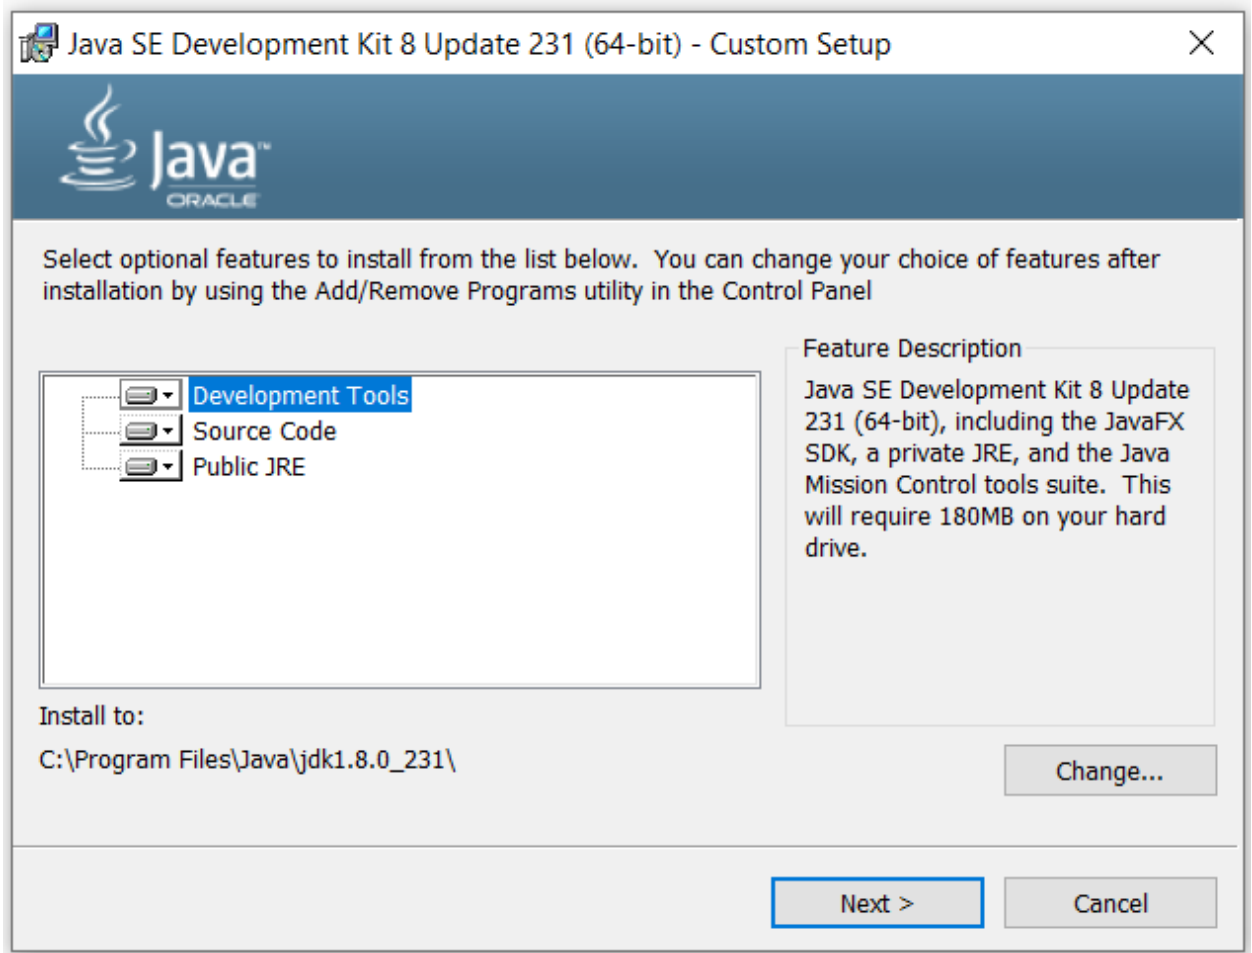 Java SE Development Kit 8 Update 231 (64-bit) - Custom Setup
Java™
ORACLE
Select optional features to install from the list below.  You can change your choice of features after
installation by using the Add/Remove Programs utility in the Control Panel
Development Tools
Source Code
Public JRE
Feature Description
Java SE Development Kit 8 Update
231 (64-bit), including the JavaFX
SDK, a private JRE, and the Java
Mission Control tools suite.  This
will require 180MB on your hard
drive.
Install to:
C:\Program Files\Java\jdk1.8.0_231\
Change...
Next >
Cancel